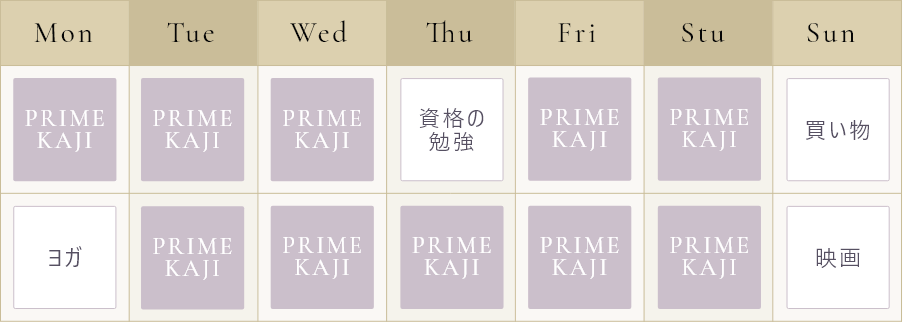 Mon Tue Wed Thu Fri Stu Sun
PRIME PRIME PRIME 資格の PRIME PRIME 買い物
KAJI KAJI KAJI 勉強 KAJI KAJI
ヨガ PRIME PRIME PRIME PRIME PRIME 映画
KAJI KAJI KAJI KAJI KAJI